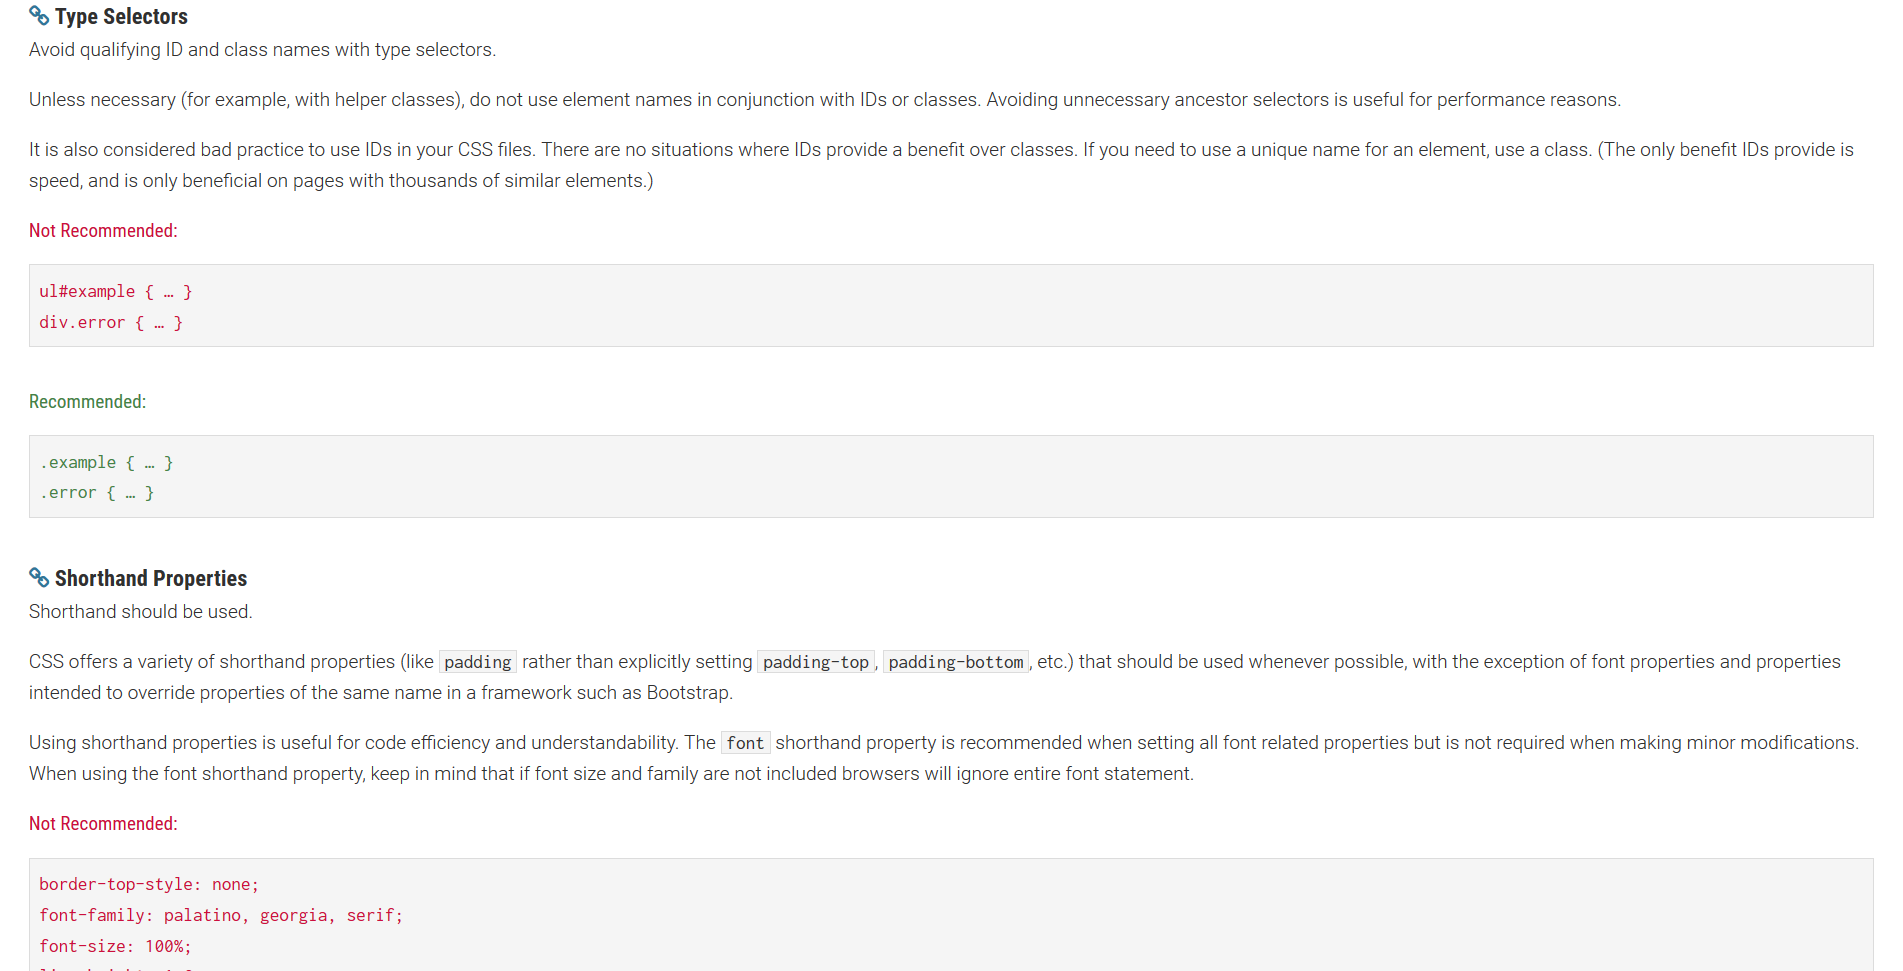 Type Selectors
Avoid qualifying ID and class names with type selectors.
Unless necessary (for example, with helper classes), do not use element names in conjunction with IDs or classes. Avoiding unnecessary ancestor selectors is useful for performance reasons.
It is also considered bad practice to use IDs in your CSS files. There are no situations where IDs provide a benefit over classes. If you need to use a unique name for an element, use a class. (The only benefit IDs provide is
speed, and is only beneficial on pages with thousands of similar elements.)
Not Recommended:
ul#example { … }
div.error { … }
Recommended:
.example { … }
.error { … }
Shorthand Properties
Shorthand should be used.
CSS offers a variety of shorthand properties (like padding rather than explicitly setting padding-top, padding-bottom, etc.) that should be used whenever possible, with the exception of font properties and properties
intended to override properties of the same name in a framework such as Bootstrap.
Using shorthand properties is useful for code efficiency and understandability. The font shorthand property is recommended when setting all font related properties but is not required when making minor modifications.
When using the font shorthand property, keep in mind that if font size and family are not included browsers will ignore entire font statement.
Not Recommended:
border-top-style: none;
font-family: palatino, georgia, serif;
font-size: 100%;